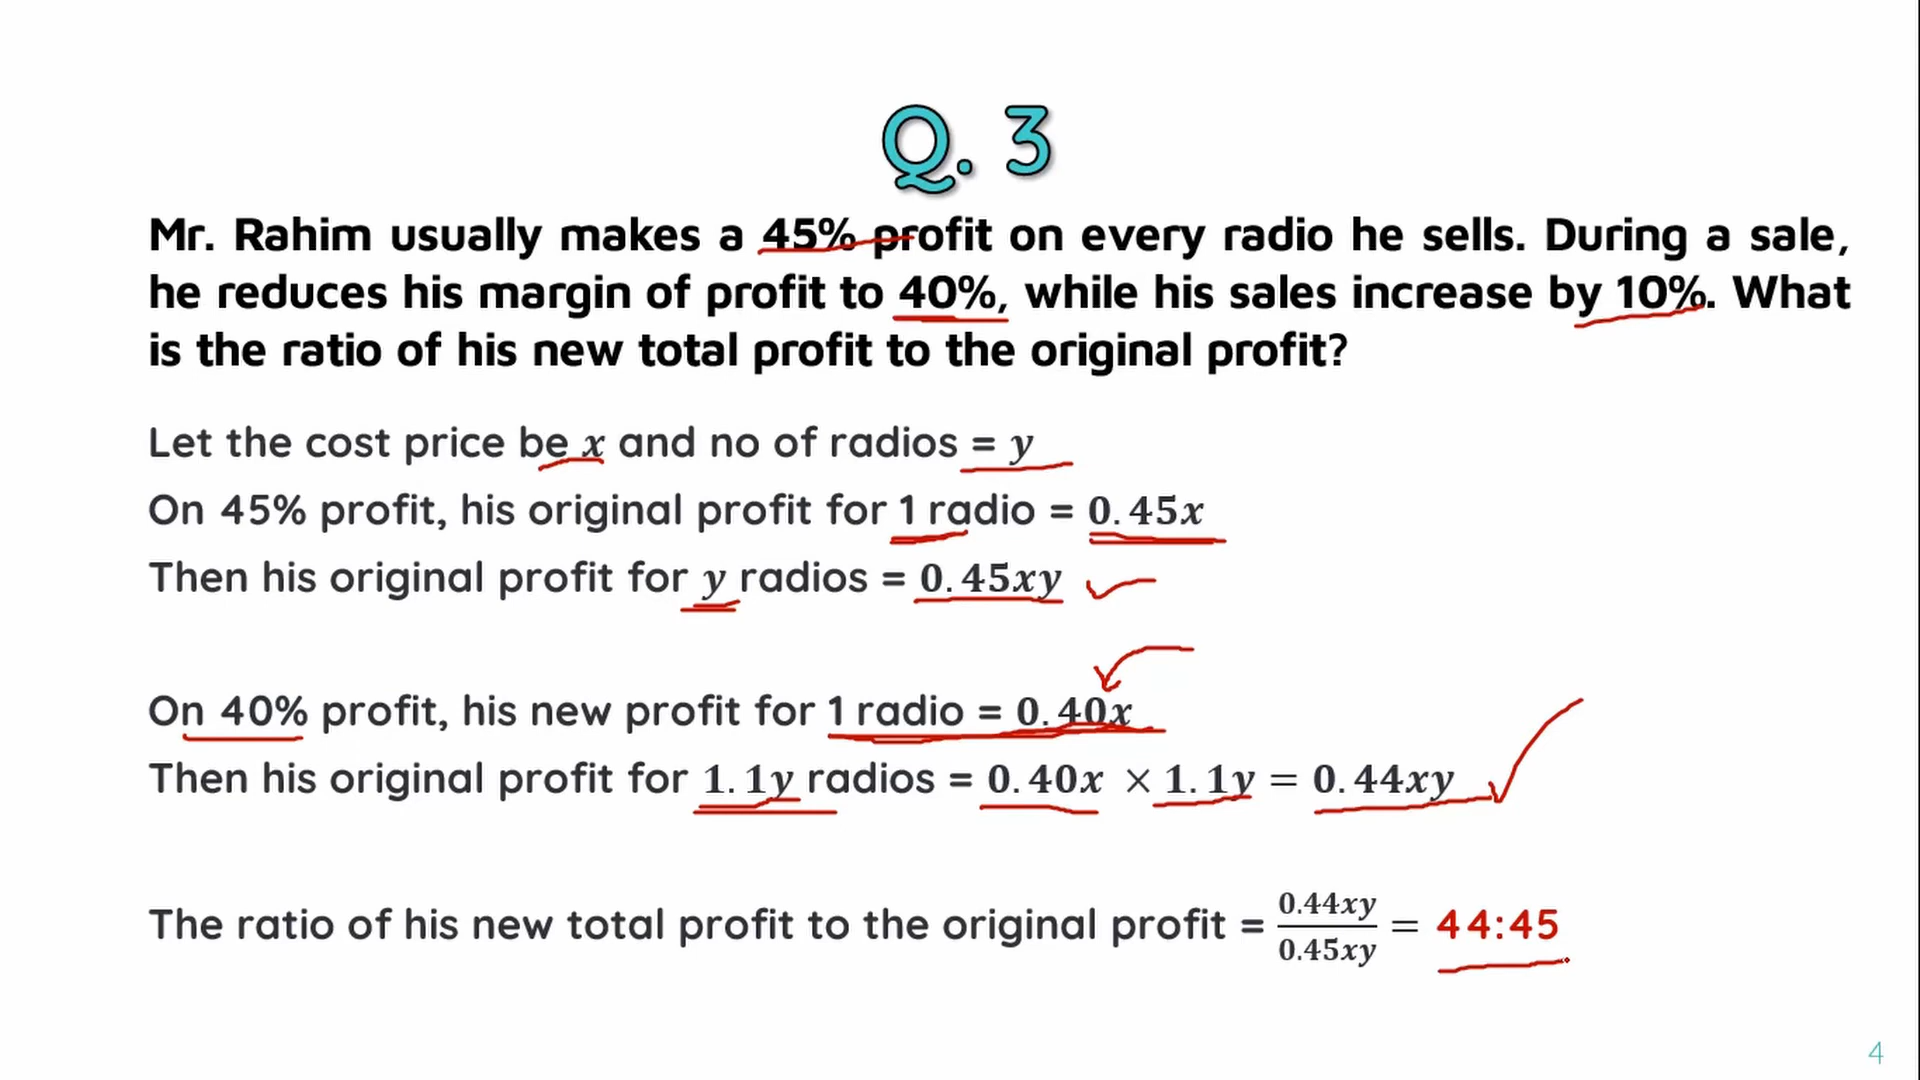 Q. 3
Mr. Rahim usually makes a 45% profit on every radio he sells. During a sale,
he reduces his margin of profit to 40%, while his sales increase by 10%. What
is the ratio of his new total profit to the original profit?
Let the cost price be x and no of radios = y
On 45% profit, his original profit for 1 radio = 0.45x
Then his original profit for y radios = 0.45xy
On 40% profit, his new profit for 1 radio = 0.40x
Then his original profit for 1.1y radios = 0.40x × 1.1y = 0.44xy
The ratio of his new total profit to the original profit = 0.44xy/0.45xy = 44:45
4